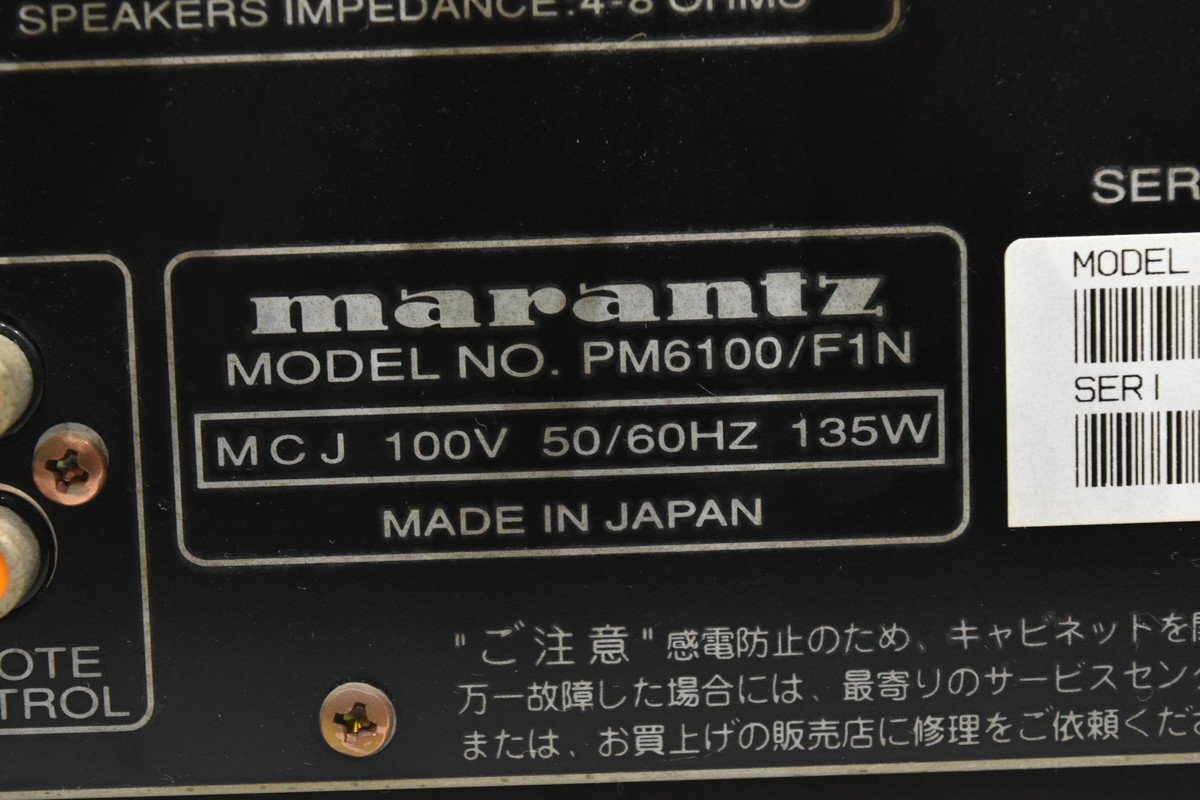 SPEAKERS IMPEDANCE:4-8 OHMS
SER
MODEL
SERI
marantz
MODEL NO. PM6100/F1N
MCJ 100V 50/60HZ 135W
MADE IN JAPAN
OTE
TROL
"ご注意"感電防止のため、キャビネットを開
万一故障した場合には、最寄りのサービスセン
または、お買上げの販売店に修理をご依頼くだ